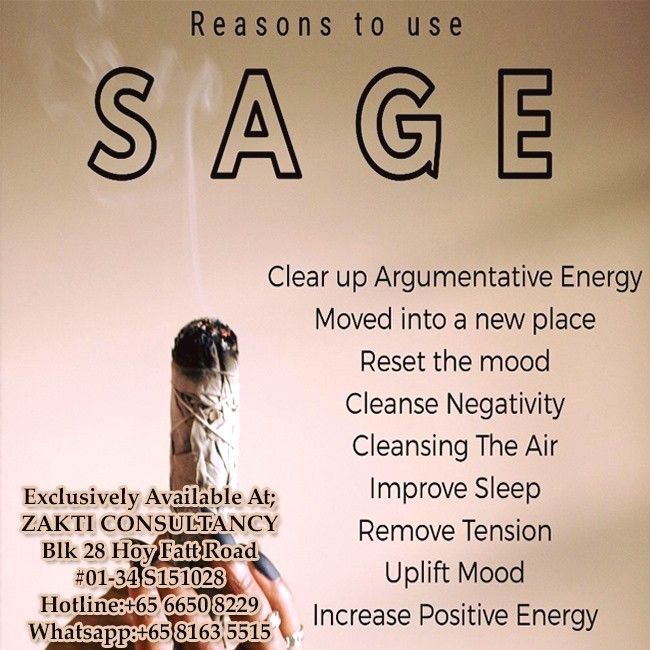 Reasons to use
SAGE
Clear up Argumentative Energy
Moved into a new place
Reset the mood
Cleanse Negativity
Cleansing The Air
Improve Sleep
Remove Tension
Uplift Mood
Increase Positive Energy
Exclusively Available At;
ZAKTI CONSULTANCY
Blk 28 Hoy Fatt Road
#01-34 S151028
Hotline:+65 6650 8229
Whatsapp:+65 8163 5515